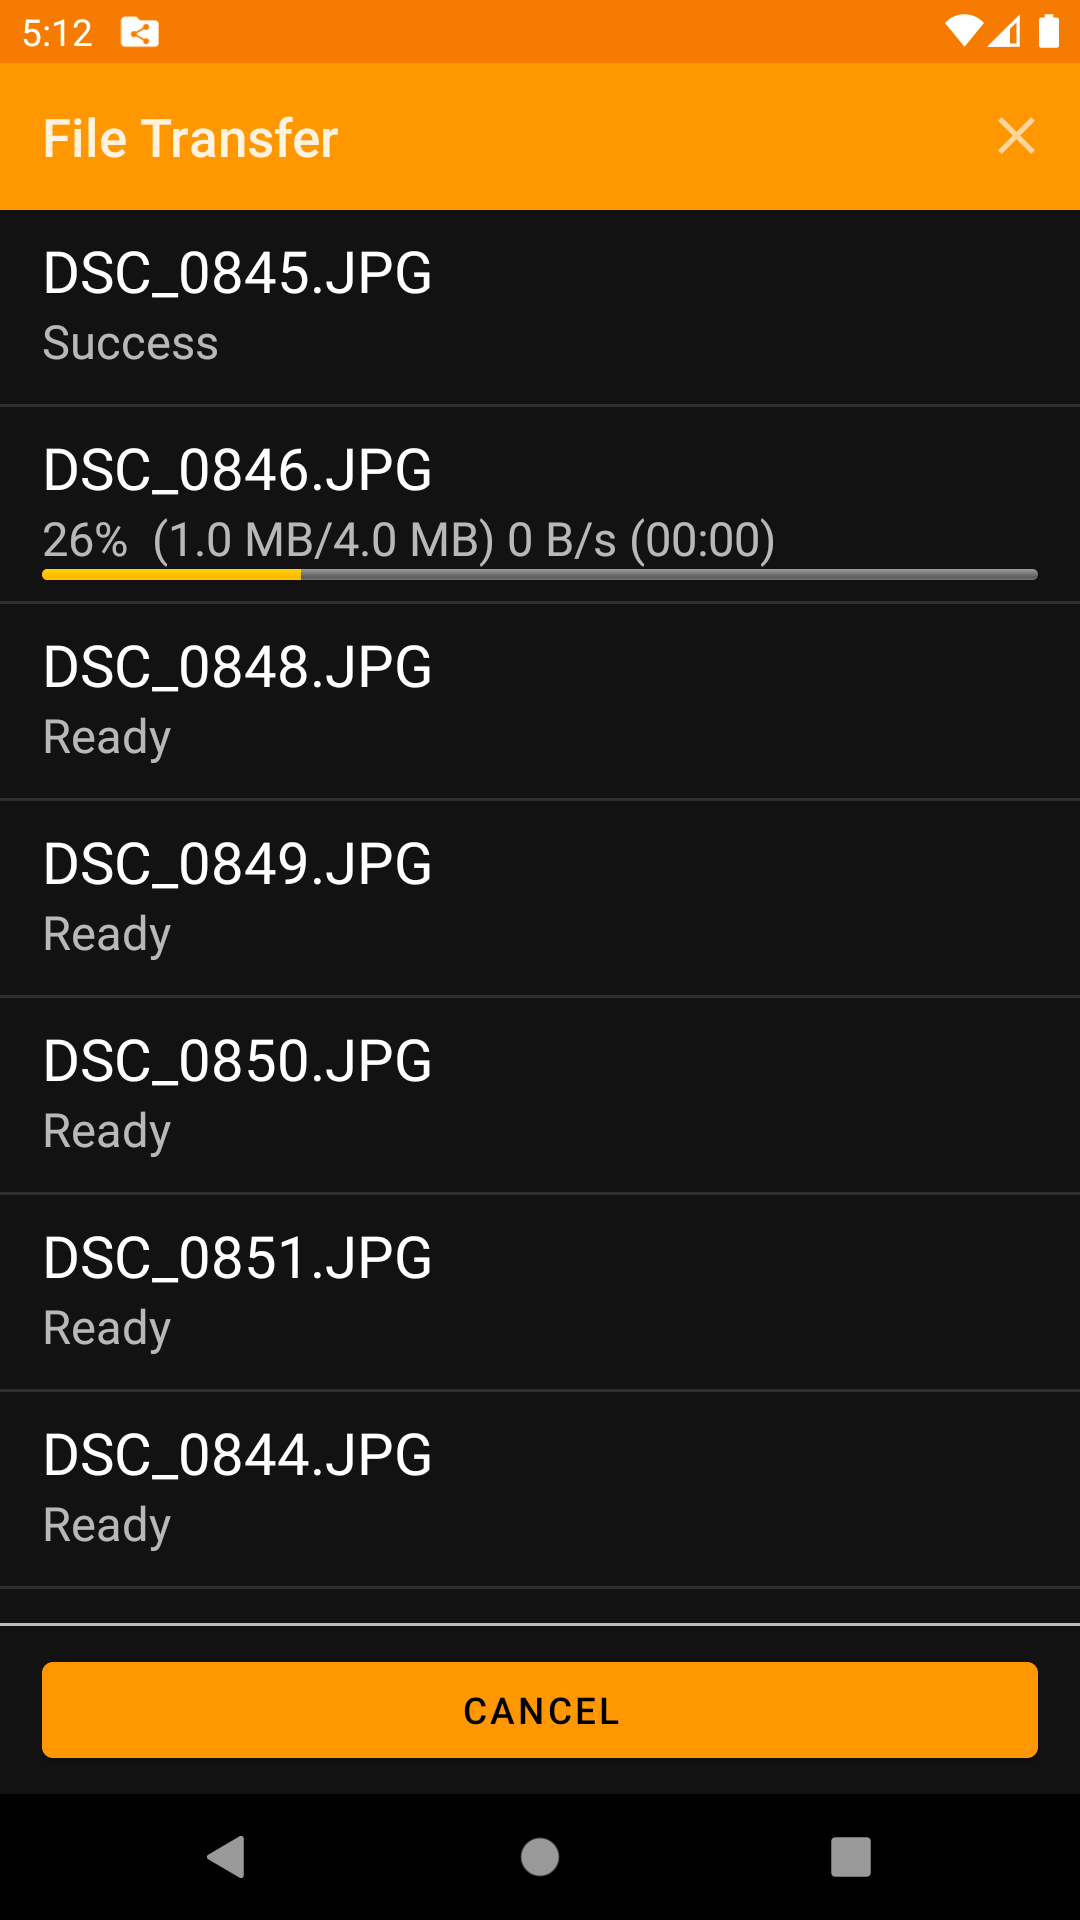 5:12
File Transfer
DSC_0845.JPG
Success
DSC_0846.JPG
26%  (1.0 MB/4.0 MB) 0 B/s (00:00)
DSC_0848.JPG
Ready
DSC_0849.JPG
Ready
DSC_0850.JPG
Ready
DSC_0851.JPG
Ready
DSC_0844.JPG
Ready
CANCEL